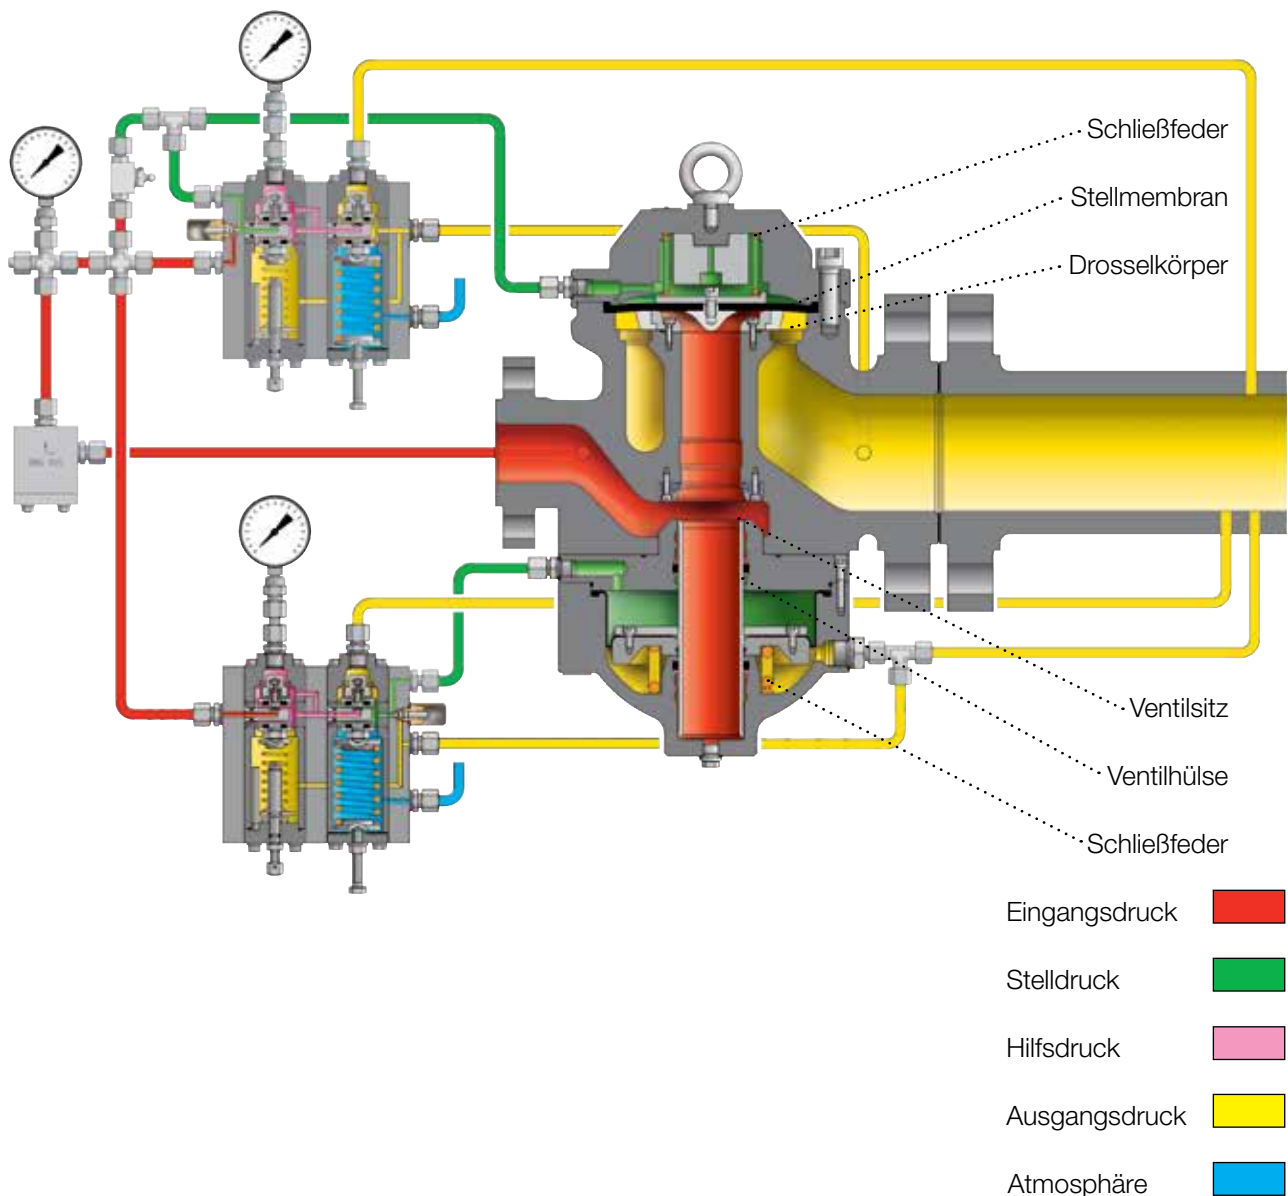 Schließfeder
Stellmembran
Drosselkörper
Ventilsitz
Ventilhülse
Schließfeder
Eingangsdruck
Stelldruck
Hilfsdruck
Ausgangsdruck
Atmosphäre